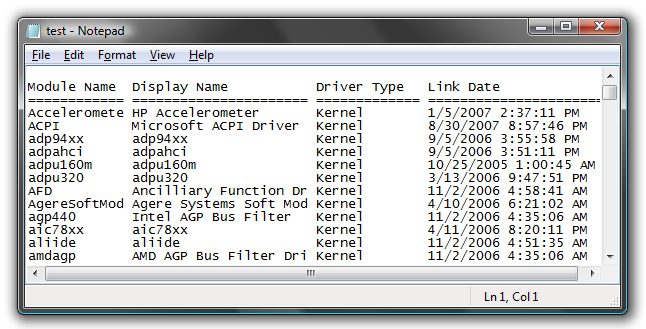 test - Notepad
File Edit Format View Help
Module Name Display Name Driver Type Link Date
============ ====================== ============= ======================
Acceleromete HP Accelerometer Kernel 1/5/2007 2:37:11 PM
ACPI Microsoft ACPI Driver Kernel 8/30/2007 8:57:46 PM
adp94xx adp94xx Kernel 9/5/2006 3:55:58 PM
adpahci adpahci Kernel 9/5/2006 3:51:11 PM
adpu160m adpu160m Kernel 10/25/2005 1:00:45 AM
adpu320 adpu320 Kernel 3/13/2006 9:47:51 PM
AFD Ancilliary Function Dr Kernel 11/2/2006 4:58:41 AM
AgereSoftMod Agere Systems Soft Mod Kernel 4/10/2006 6:21:02 AM
agp440 Intel AGP Bus Filter Kernel 11/2/2006 4:35:06 AM
aic78xx aic78xx Kernel 4/11/2006 8:20:11 PM
aliide aliide Kernel 11/2/2006 4:51:35 AM
amdagp AMD AGP Bus Filter Dri Kernel 11/2/2006 4:35:06 AM
Ln 1, Col 1